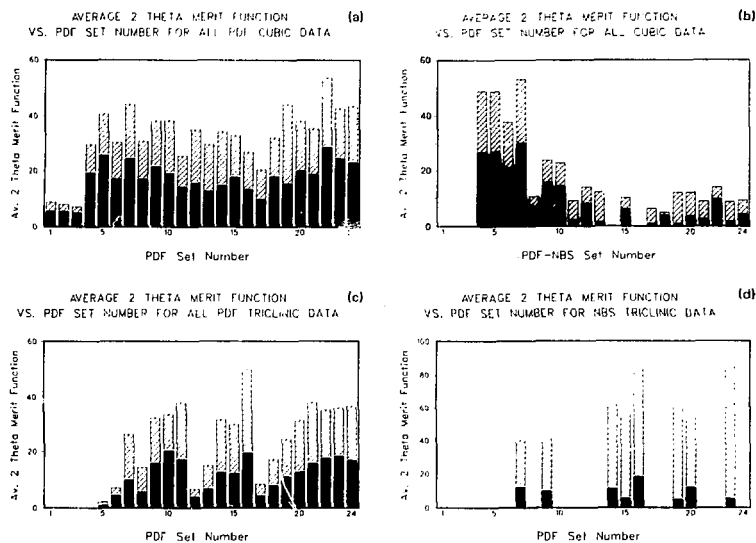 AVERAGE 2 THETA MERIT FUNCTION (a)
VS. PDF SET NUMBER FOR ALL PDF CUBIC DATA
Av. 2 Theta Merit Function
60
40
20
0
1 5 10 15 20
PDF Set Number
AVERAGE 2 THETA MERIT FUNCTION (b)
VS. PDF SET NUMBER FOR ALL CUBIC DATA
Av. 2 Theta Merit Function
60
40
20
0
1 5 10 15 20 24
PDF-NBS Set Number
AVERAGE 2 THETA MERIT FUNCTION (c)
VS. PDF SET NUMBER FOR ALL PDF TRICLINIC DATA
Av. 2 Theta Merit Function
60
40
20
0
1 5 10 15 20 24
PDF Set Number
AVERAGE 2 THETA MERIT FUNCTION (d)
VS. PDF SET NUMBER FOR NBS TRICLINIC DATA
Av. 2 Theta Merit Function
100
80
60
40
20
0
1 5 10 15 20 24
PDF Set Number